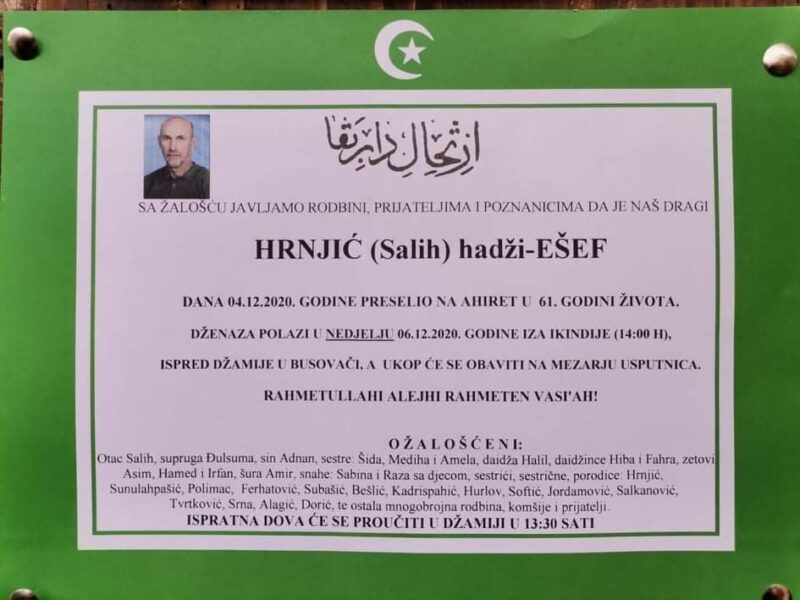 ارتحال دار بقا
SA ŽALOŠĆU JAVLJAMO RODBINI, PRIJATELJIMA I POZNANICIMA DA JE NAŠ DRAGI
HRNJIĆ (Salih) hadži-EŠEF
DANA 04.12.2020. GODINE PRESELIO NA AHIRET U 61. GODINI ŽIVOTA.
DŽENAZA POLAZI U NEDJELJU 06.12.2020. GODINE IZA IKINDIJE (14:00 H),
ISPRED DŽAMIJE U BUSOVAČI, A UKOP ĆE SE OBAVITI NA MEZARJU USPUTNICA.
RAHMETULLAHI ALEJHI RAHMETEN VASI'AH!
OŽALOŠĆENI:
Otac Salih, supruga Đulsuma, sin Adnan, sestre: Šida, Mediha i Amela, daidža Halil, daidžince Hiba i Fahra, zetovi
Asim, Hamed i Irfan, šura Amir, snahe: Sabina i Raza sa djecom, sestrići, sestrične, porodice: Hrnjić,
Sunulahpašić, Polimac, Ferhatović, Subašić, Bešlić, Kadrispahić, Hurlov, Softić, Jordamović, Salkanović,
Tvrtković, Srna, Alagić, Dorić, te ostala mnogobrojna rodbina, komšije i prijatelji.
ISPRATNA DOVA ĆE SE PROUČITI U DŽAMIJI U 13:30 SATI